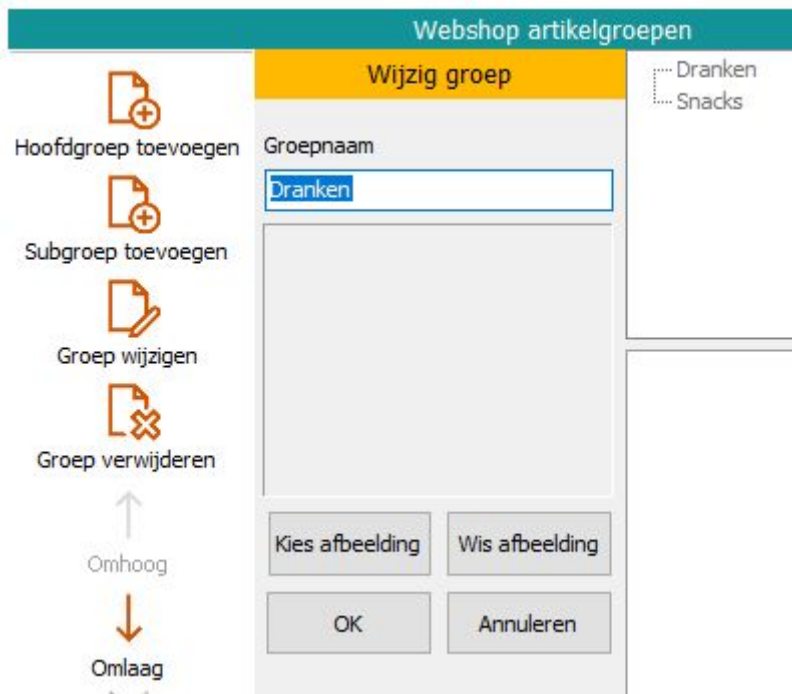 Webshop artikelgroepen
Hoofdgroep toevoegen
Subgroep toevoegen
Groep wijzigen
Groep verwijderen
Omhoog
Omlaag
Wijzig groep
Groepnaam
Dranken
Kies afbeelding
Wis afbeelding
OK
Annuleren
Dranken
Snacks